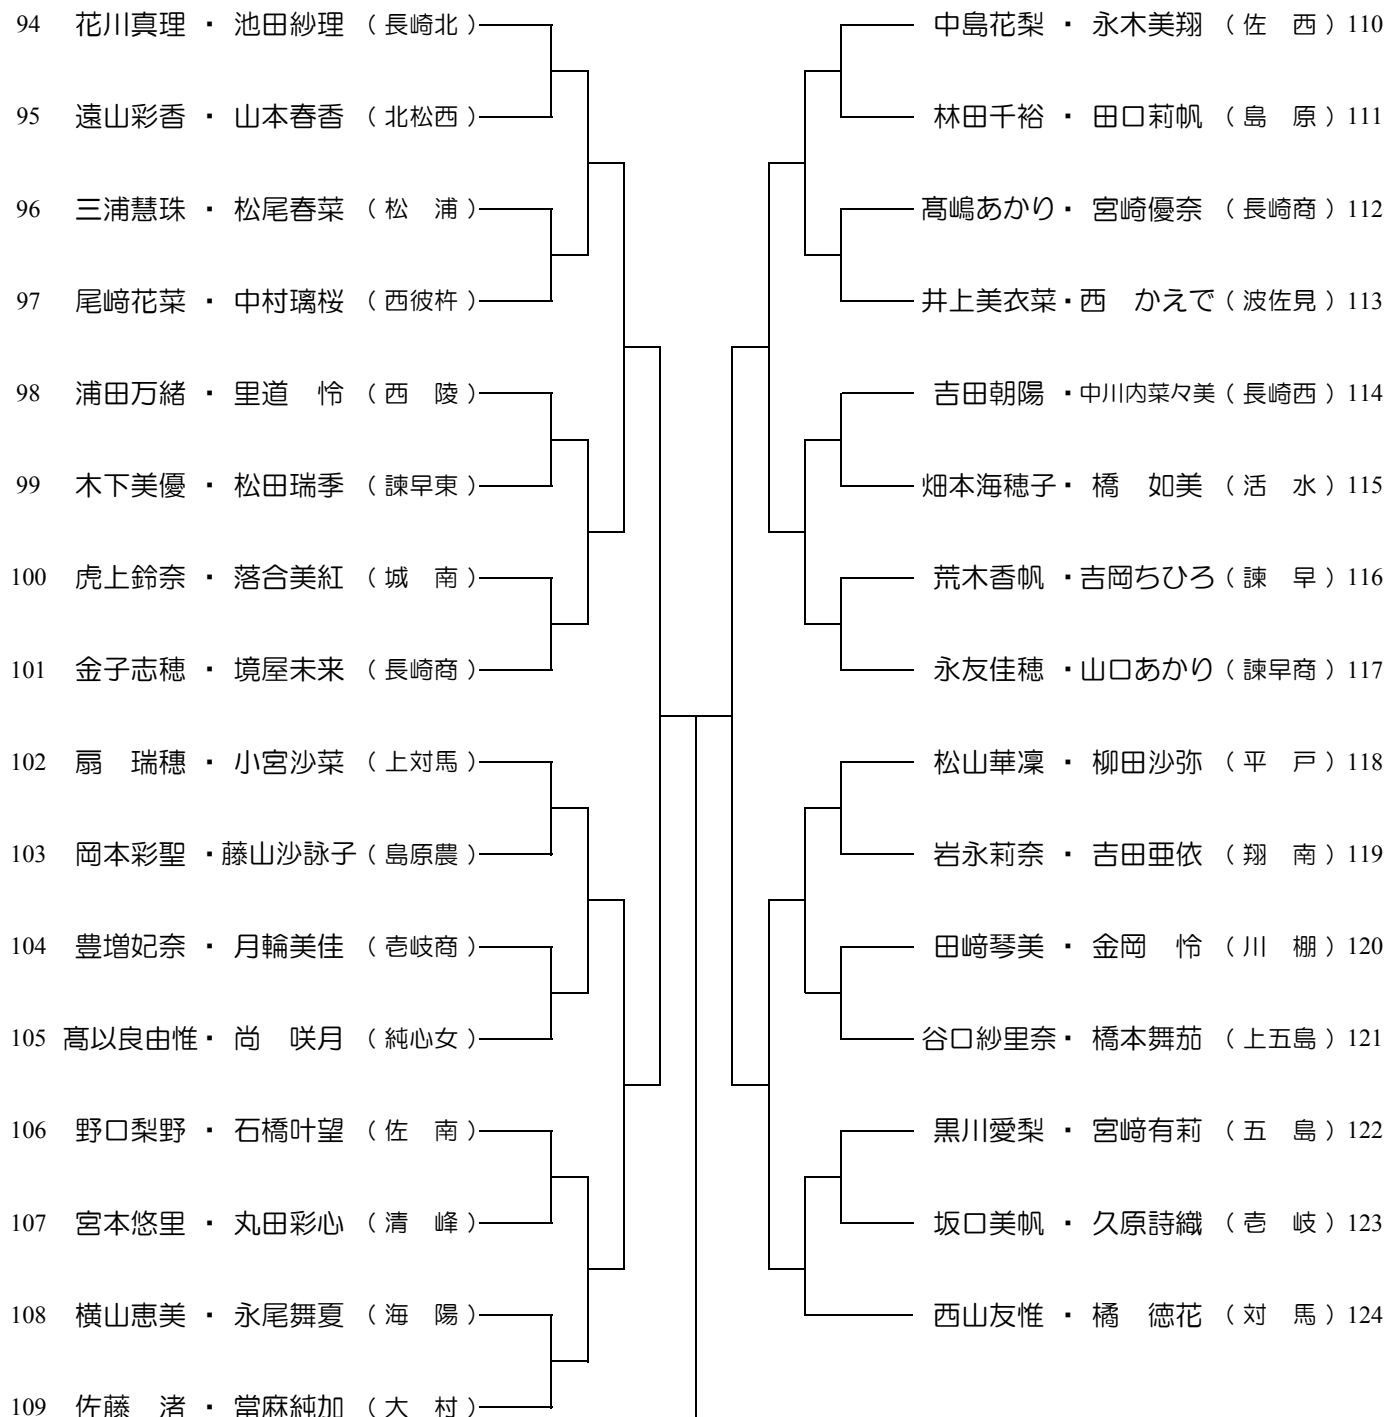 94 花川真理 ・ 池田紗理 （長崎北）
95 遠山彩香 ・ 山本春香 （北松西）
96 三浦慧珠 ・ 松尾春菜 （松　浦）
97 尾﨑花菜 ・ 中村璃桜 （西彼杵）
98 浦田万緒 ・ 里道　怜 （西　陵）
99 木下美優 ・ 松田瑞季 （諫早東）
100 虎上鈴奈 ・ 落合美紅 （城　南）
101 金子志穂 ・ 境屋未来 （長崎商）
102 扇　瑞穂 ・ 小宮沙菜 （上対馬）
103 岡本彩聖 ・藤山沙詠子（島原農）
104 豊増妃奈 ・ 月輪美佳 （壱岐商）
105 髙以良由惟・ 尚　咲月 （純心女）
106 野口梨野 ・ 石橋叶望 （佐　南）
107 宮本悠里 ・ 丸田彩心 （清　峰）
108 横山恵美 ・ 永尾舞夏 （海　陽）
109 佐藤　渚 ・ 當麻純加 （大　村）
中島花梨 ・ 永木美翔 （佐　西）110
林田千裕 ・ 田口莉帆 （島　原）111
髙嶋あかり・ 宮崎優奈 （長崎商）112
井上美衣菜・西　かえで（波佐見）113
吉田朝陽 ・中川内菜々美（長崎西）114
畑本海穂子・ 橋　如美 （活　水）115
荒木香帆 ・吉岡ちひろ（諫　早）116
永友佳穂 ・山口あかり（諫早商）117
松山華凜 ・ 柳田沙弥 （平　戸）118
岩永莉奈 ・ 吉田亜依 （翔　南）119
田﨑琴美 ・ 金岡　怜 （川　棚）120
谷口紗里奈・ 橋本舞茄 （上五島）121
黒川愛梨 ・ 宮﨑有莉 （五　島）122
坂口美帆 ・ 久原詩織 （壱　岐）123
西山友惟 ・ 橘　徳花 （対　馬）124